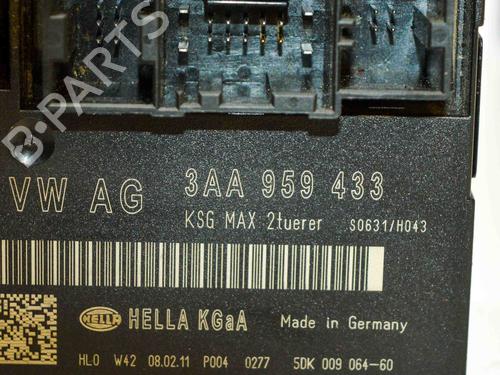 B-PARTS
VW AG 3AA 959 433
KSG MAX 2tuerer S0631/H043
HELLA HELLA KGaA Made in Germany
HL0 W42 08.02.11 P004 0277 5DK 009 064-60